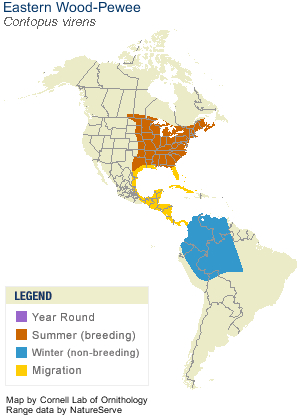 Eastern Wood-Pewee
Contopus virens
LEGEND
Year Round
Summer (breeding)
Winter (non-breeding)
Migration
Map by Cornell Lab of Ornithology
Range data by NatureServe